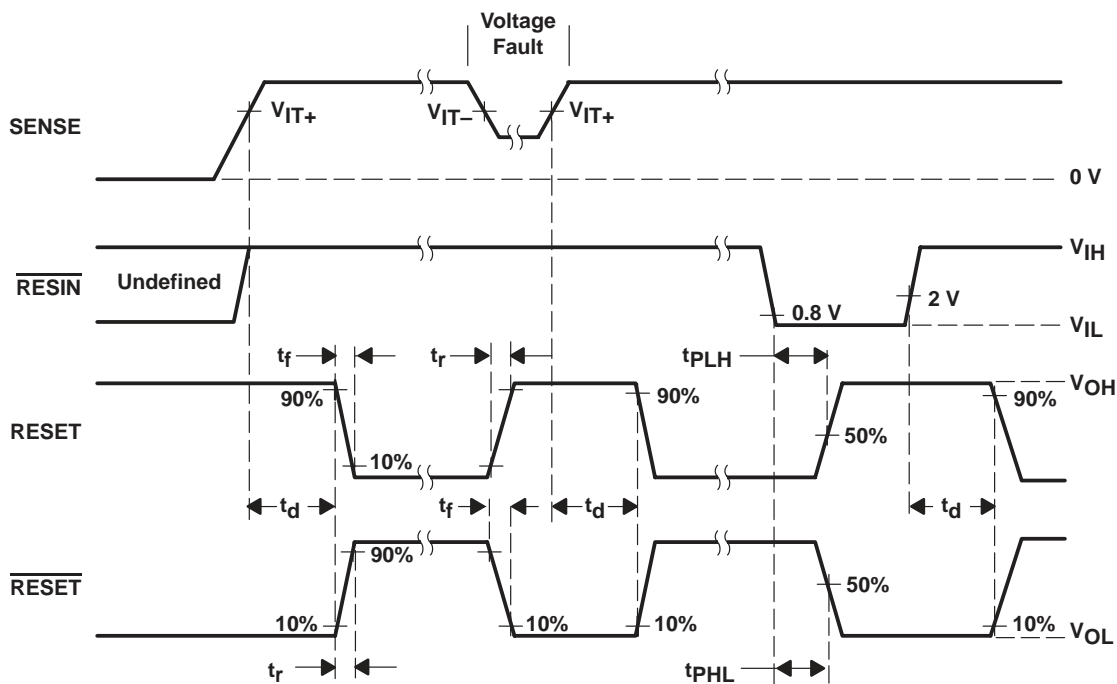 Voltage
Fault
SENSE
VIT+
VIT–
VIT+
0 V
RESIN
Undefined
VIH
0.8 V
2 V
VIL
tf
tr
tPLH
VOH
90%
90%
90%
RESET
50%
10%
td
tf
td
td
90%
RESET
50%
10%
10%
10%
10%
VOL
tr
tPHL